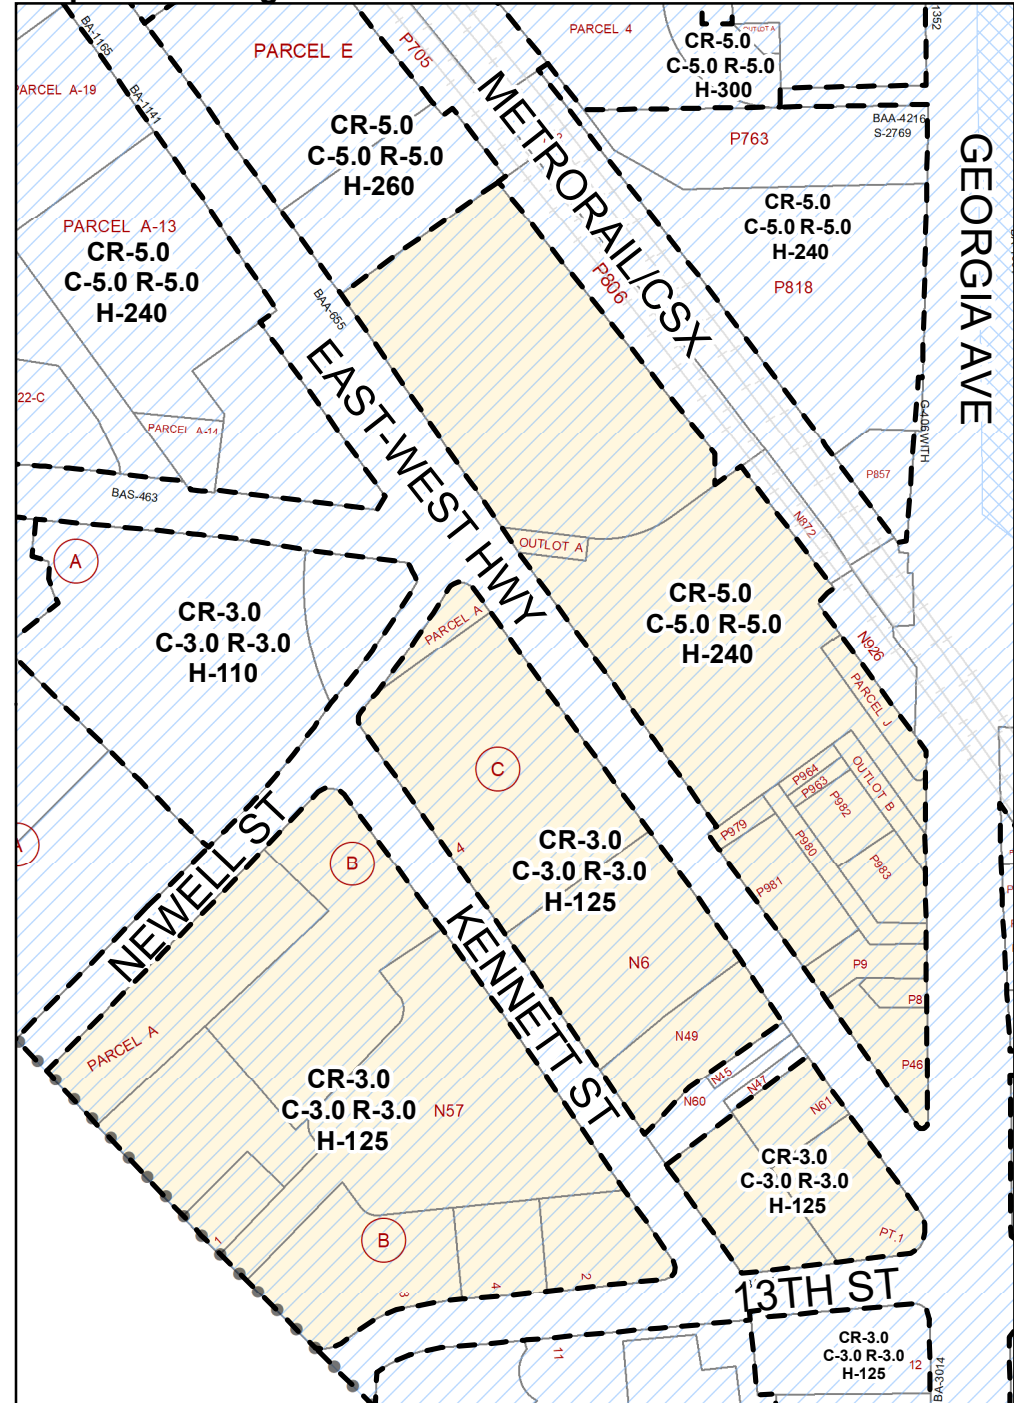 BA-1165
PARCEL E
P705
PARCEL 4
OUTLOT A
CR-5.0
C-5.0 R-5.0
H-300
1352
PARCEL A-19
BA-1141
CR-5.0
C-5.0 R-5.0
H-260
METRORAIL/CSX
P763
BAA-4216
S-2769
GEORGIA AVE
PARCEL A-13
CR-5.0
C-5.0 R-5.0
H-240
CR-5.0
C-5.0 R-5.0
H-240
P806
P818
BAA-655
EAST-WEST HWY
22-C
PARCEL A-14
G-406WITH
P857
BAS-463
N872
OUTLOT A
A
CR-3.0
C-3.0 R-3.0
H-110
PARCEL A
CR-5.0
C-5.0 R-5.0
H-240
N926
PARCEL J
C
P964
P963
P982
OUTLOT B
P979
P980
P983
P981
A
NEWELL ST
B
4
CR-3.0
C-3.0 R-3.0
H-125
KENNETT ST
N6
P9
P8
PARCEL A
N49
P46
CR-3.0
C-3.0 R-3.0
H-125
N57
N45
N47
N60
N61
CR-3.0
C-3.0 R-3.0
H-125
B
PT.1
1
3
4
2
13TH ST
11
CR-3.0
C-3.0 R-3.0
H-125
12
BA-3014